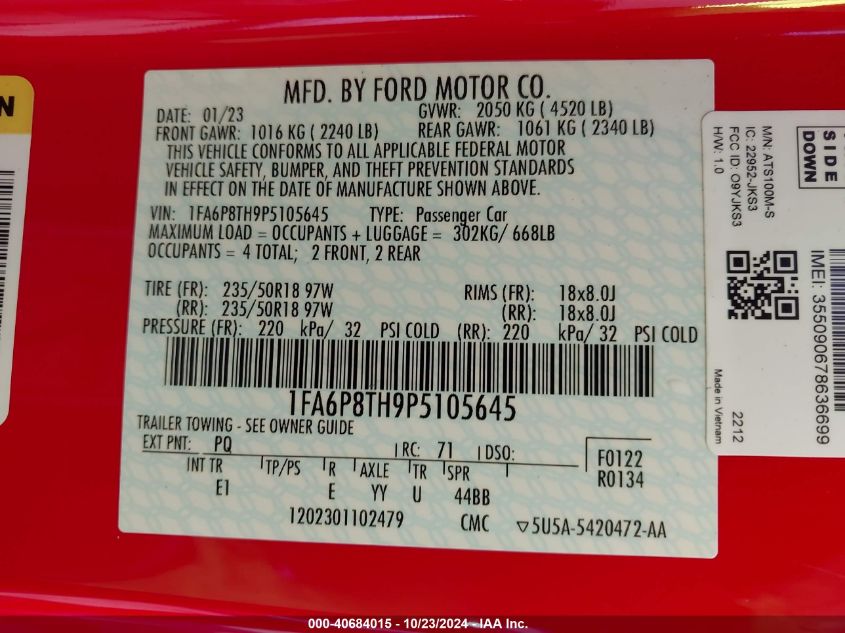 MFD. BY FORD MOTOR CO.
DATE: 01/23 GVWR: 2050 KG ( 4520 LB)
FRONT GAWR: 1016 KG ( 2240 LB) REAR GAWR: 1061 KG ( 2340 LB)
THIS VEHICLE CONFORMS TO ALL APPLICABLE FEDERAL MOTOR
VEHICLE SAFETY, BUMPER, AND THEFT PREVENTION STANDARDS
IN EFFECT ON THE DATE OF MANUFACTURE SHOWN ABOVE.
VIN: 1FA6P8TH9P5105645 TYPE: Passenger Car
MAXIMUM LOAD = OCCUPANTS + LUGGAGE = 302KG/ 668LB
OCCUPANTS = 4 TOTAL; 2 FRONT, 2 REAR
TIRE (FR): 235/50R18 97W RIMS (FR): 18x8.0J
(RR): 235/50R18 97W (RR): 18x8.0J
PRESSURE (FR): 220 kPa/ 32 PSI COLD (RR): 220 kPa/ 32 PSI COLD
1FA6P8TH9P5105645
TRAILER TOWING - SEE OWNER GUIDE
EXT PNT: PQ RC: 71 DSO: F0122
R0134
INT TR TP/PS R AXLE TR SPR
E1 E YY U 44BB
1202301102479 CMC ▽5U5A-5420472-AA
N
SIDE
DOWN
M/N: ATS100M-S
IC: 22952-JKS3
FCC ID: O9YJKS3
H/W: 1.0
IMEI: 355090678636699
Made in Vietnam
2212
000-40684015 - 10/23/2024 - IAA Inc.